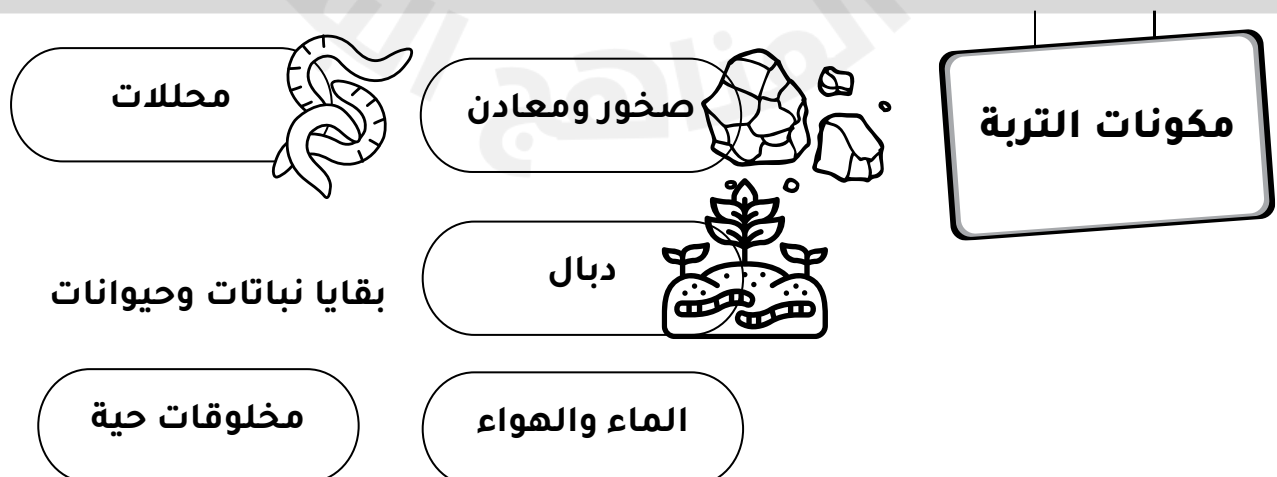 مكونات التربة
صخور ومعادن
محللات
دبال
بقايا نباتات وحيوانات
الماء والهواء
مخلوقات حية